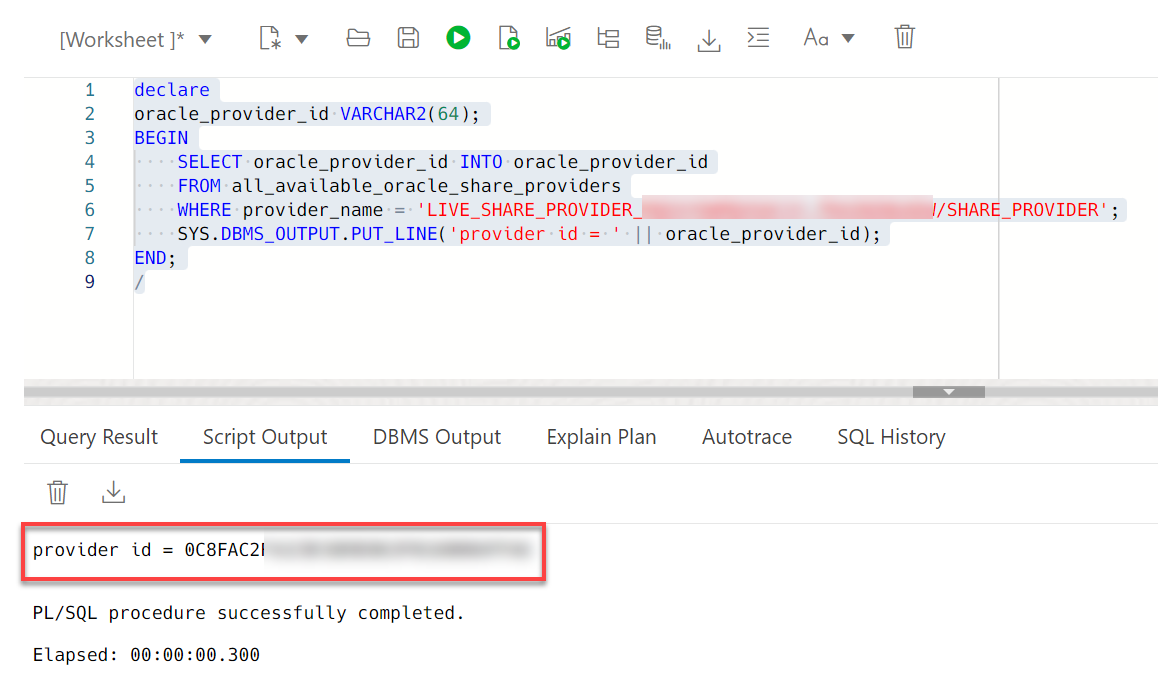 [Worksheet ]*
Aa
1 declare
2 oracle_provider_id VARCHAR2(64);
3 BEGIN
4 SELECT oracle_provider_id INTO oracle_provider_id
5 FROM all_available_oracle_share_providers
6 WHERE provider_name = 'LIVE_SHARE_PROVIDER_ /SHARE_PROVIDER';
7 SYS.DBMS_OUTPUT.PUT_LINE('provider id = ' || oracle_provider_id);
8 END;
9 /
Query Result Script Output DBMS Output Explain Plan Autotrace SQL History
provider id = 0C8FAC2
PL/SQL procedure successfully completed.
Elapsed: 00:00:00.300